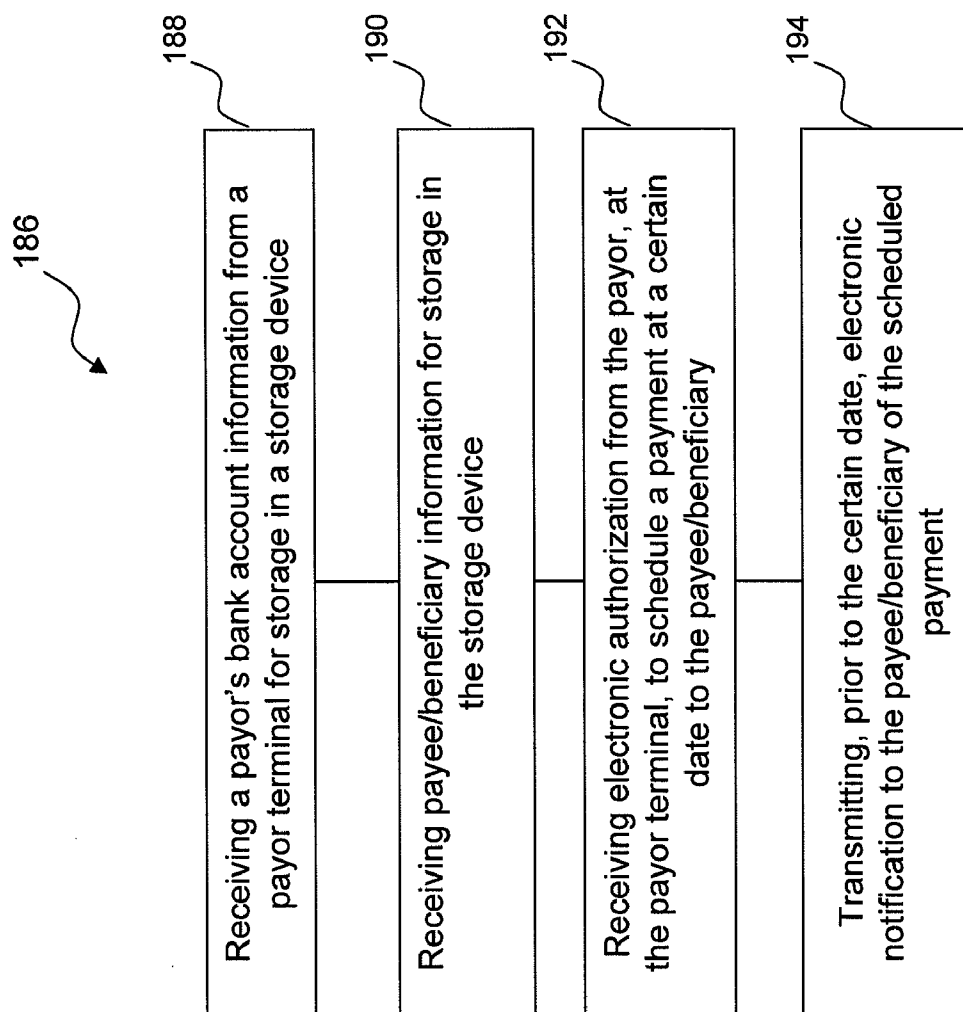 186
188
Receiving a payor's bank account information from a
payor terminal for storage in a storage device
190
Receiving payee/beneficiary information for storage in
the storage device
192
Receiving electronic authorization from the payor, at
the payor terminal, to schedule a payment at a certain
date to the payee/beneficiary
194
Transmitting, prior to the certain date, electronic
notification to the payee/beneficiary of the scheduled
payment